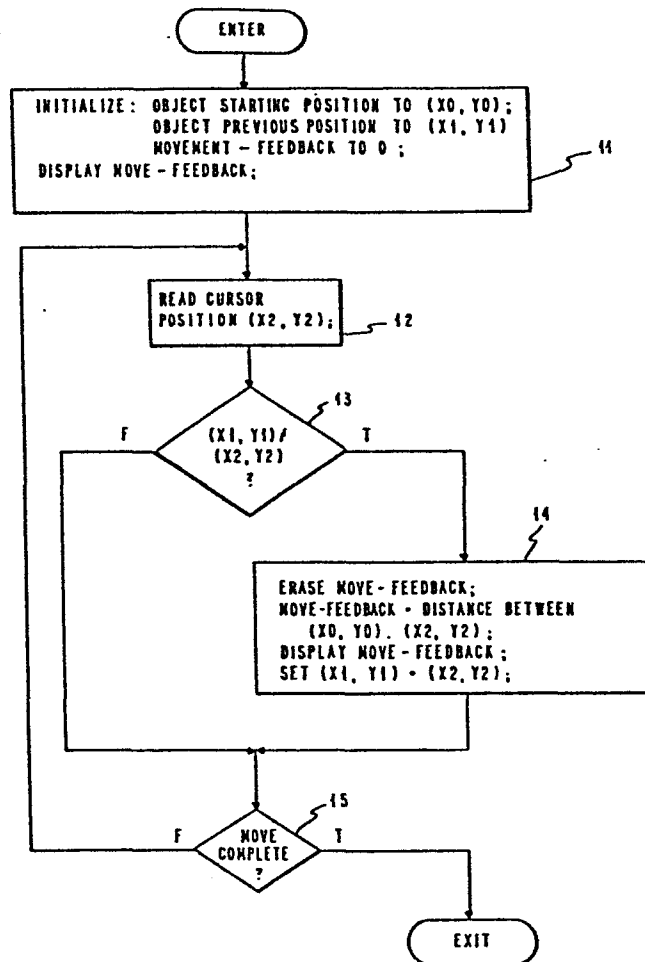 ENTER
INITIALIZE: OBJECT STARTING POSITION TO (X0, Y0);
OBJECT PREVIOUS POSITION TO (X1, Y1)
MOVEMENT - FEEDBACK TO 0 ;
DISPLAY MOVE - FEEDBACK;
11
READ CURSOR
POSITION (X2, Y2);
12
13
F
(X1, Y1)/
(X2, Y2)
?
T
14
ERASE MOVE - FEEDBACK;
MOVE-FEEDBACK - DISTANCE BETWEEN
(X0, Y0). (X2, Y2);
DISPLAY MOVE - FEEDBACK;
SET (X1, Y1) - (X2, Y2);
15
F
MOVE
COMPLETE
?
T
EXIT